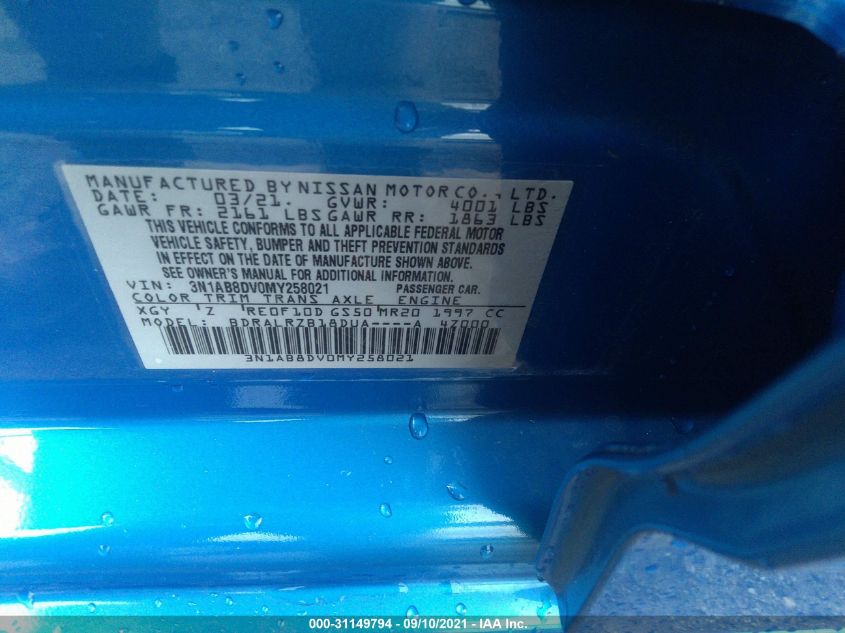 MANUFACTURED BY NISSAN MOTOR CO., LTD.
DATE: 03/21. GVWR: 4001 LBS
GAWR FR: 2161 LBS GAWR RR: 1863 LBS
THIS VEHICLE CONFORMS TO ALL APPLICABLE FEDERAL MOTOR
VEHICLE SAFETY, BUMPER AND THEFT PREVENTION STANDARDS
IN EFFECT ON THE DATE OF MANUFACTURE SHOWN ABOVE.
SEE OWNER'S MANUAL FOR ADDITIONAL INFORMATION.
VIN: 3N1AB8DV0MY258021 PASSENGER CAR.
COLOR TRIM TRANS AXLE ENGINE
XGY 'Z 'RE0F10D GS50'MR20 1997 CC
MODEL: BDRALRZB18DUA----A 4Z000
3N1AB8DV0MY258021
000-31149794 - 09/10/2021 - IAA Inc.